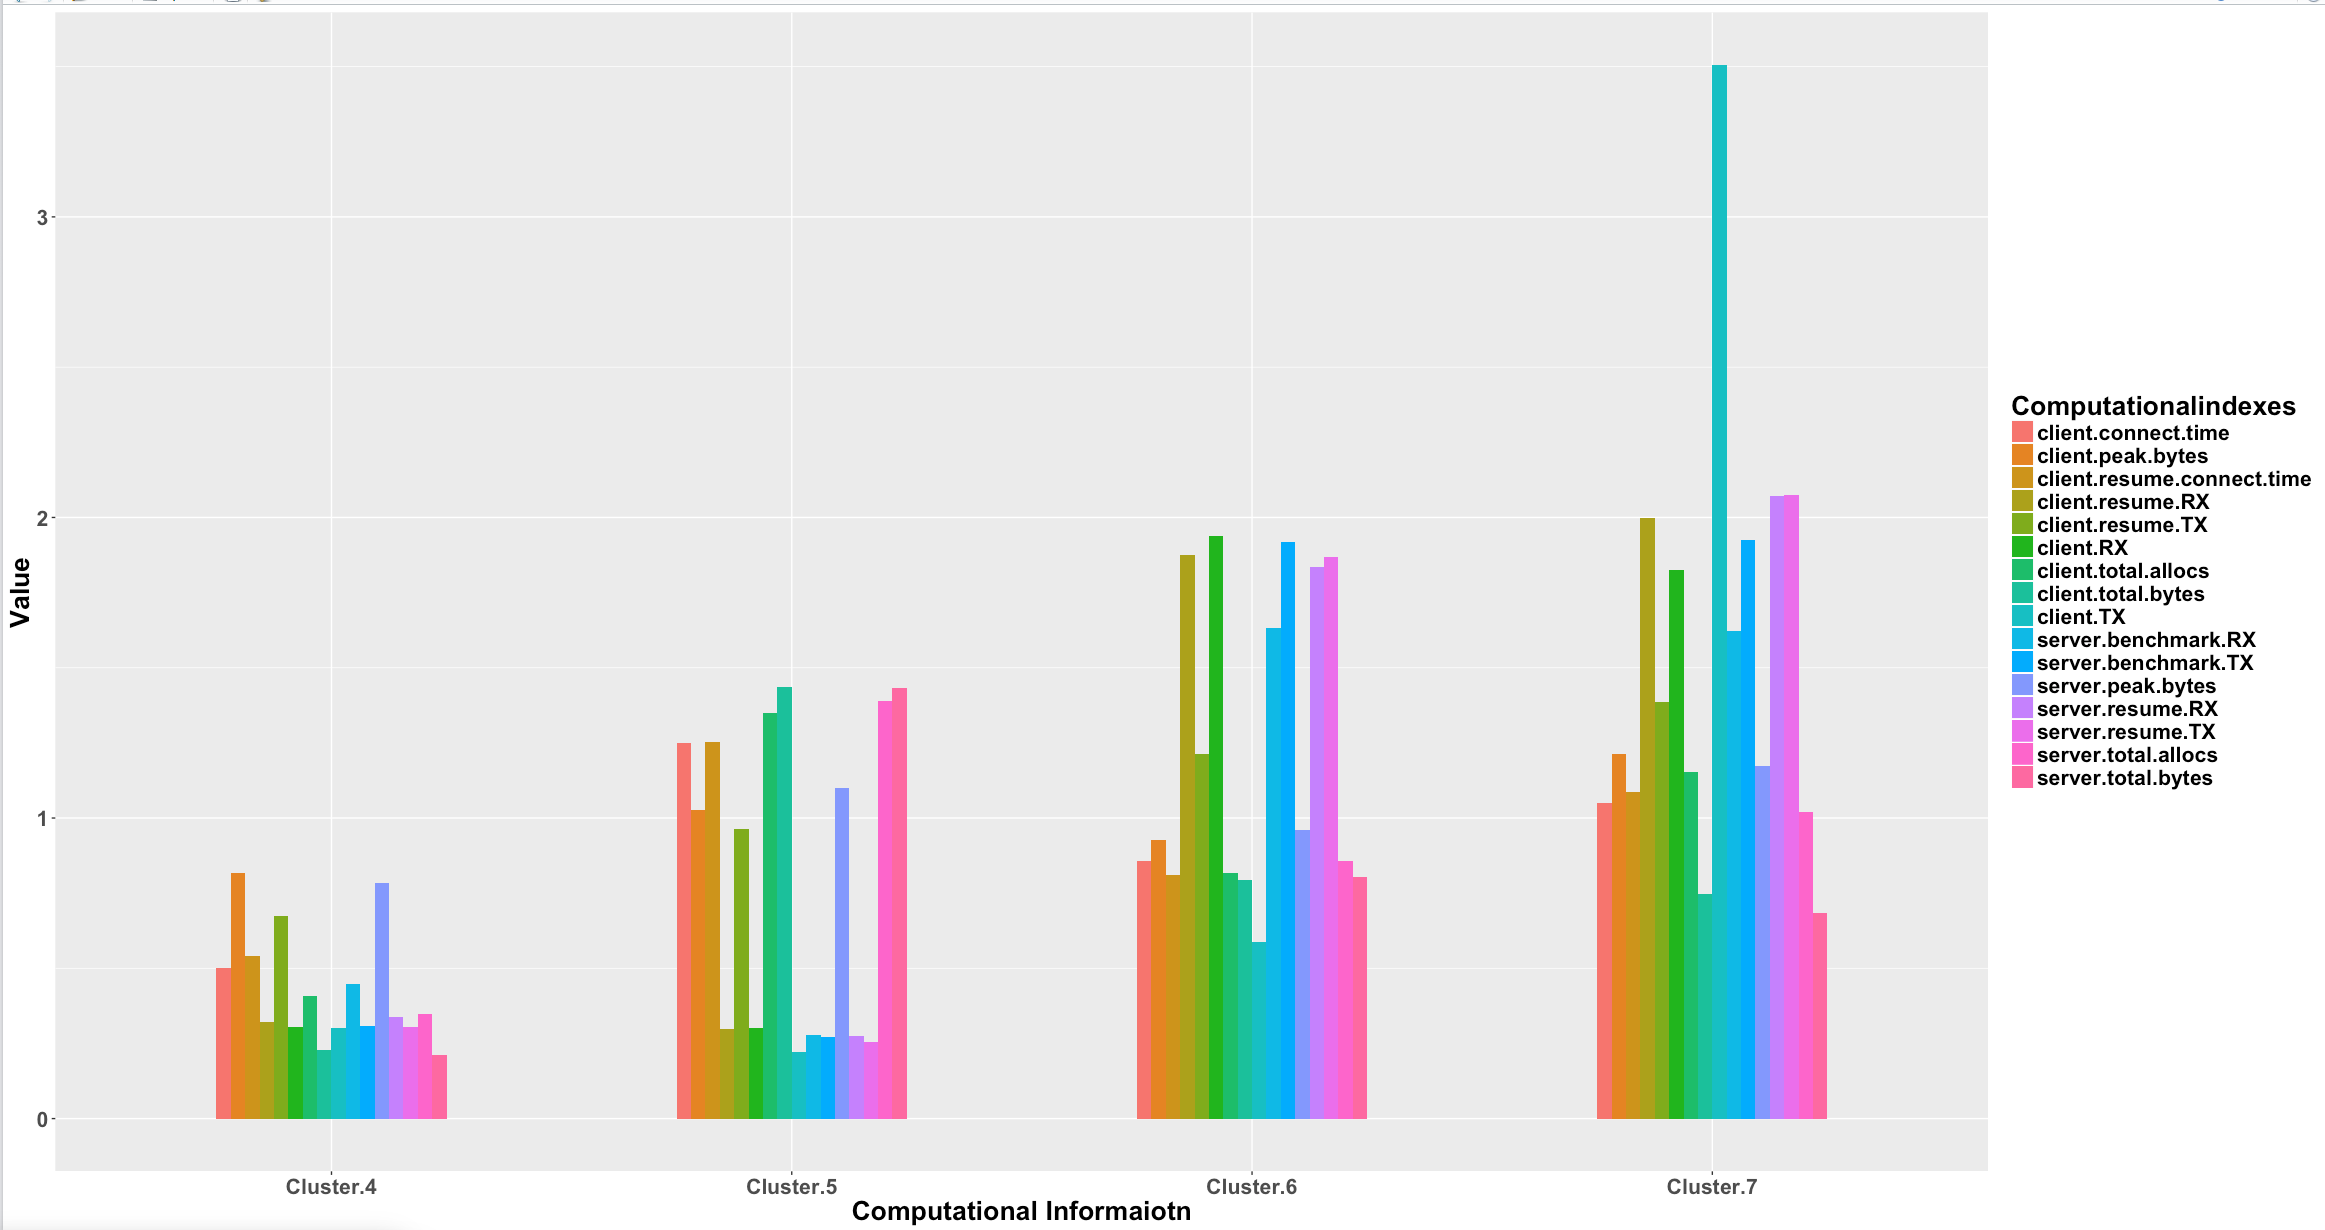 3
2
1
0
Value
Cluster.4
Cluster.5
Cluster.6
Cluster.7
Computational Informaiotn
Computationalindexes
client.connect.time
client.peak.bytes
client.resume.connect.time
client.resume.RX
client.resume.TX
client.RX
client.total.allocs
client.total.bytes
client.TX
server.benchmark.RX
server.benchmark.TX
server.peak.bytes
server.resume.RX
server.resume.TX
server.total.allocs
server.total.bytes